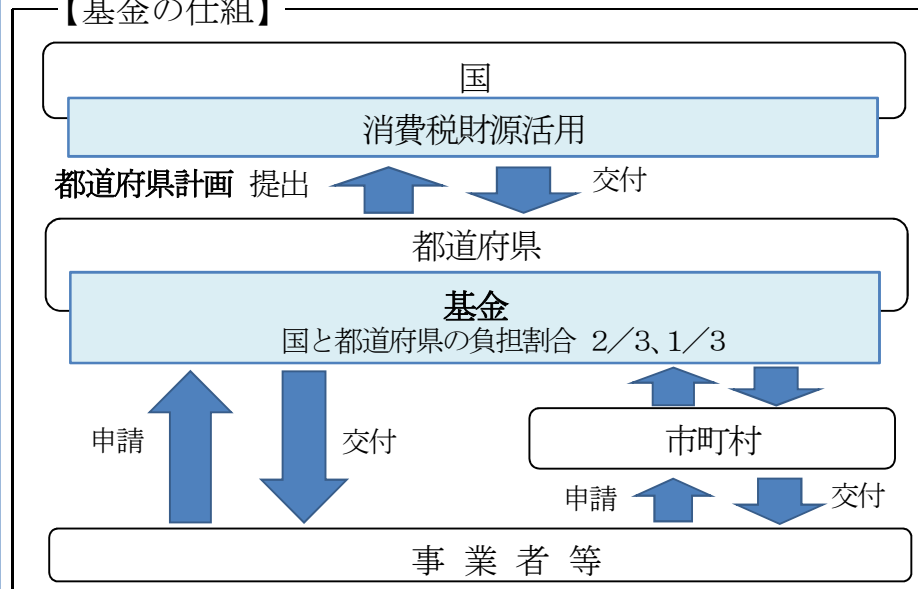 【基金の仕組】
国
消費税財源活用
都道府県計画 提出
交付
都道府県
基金
国と都道府県の負担割合 2/3、1/3
申請
交付
市町村
申請
交付
事 業 者 等